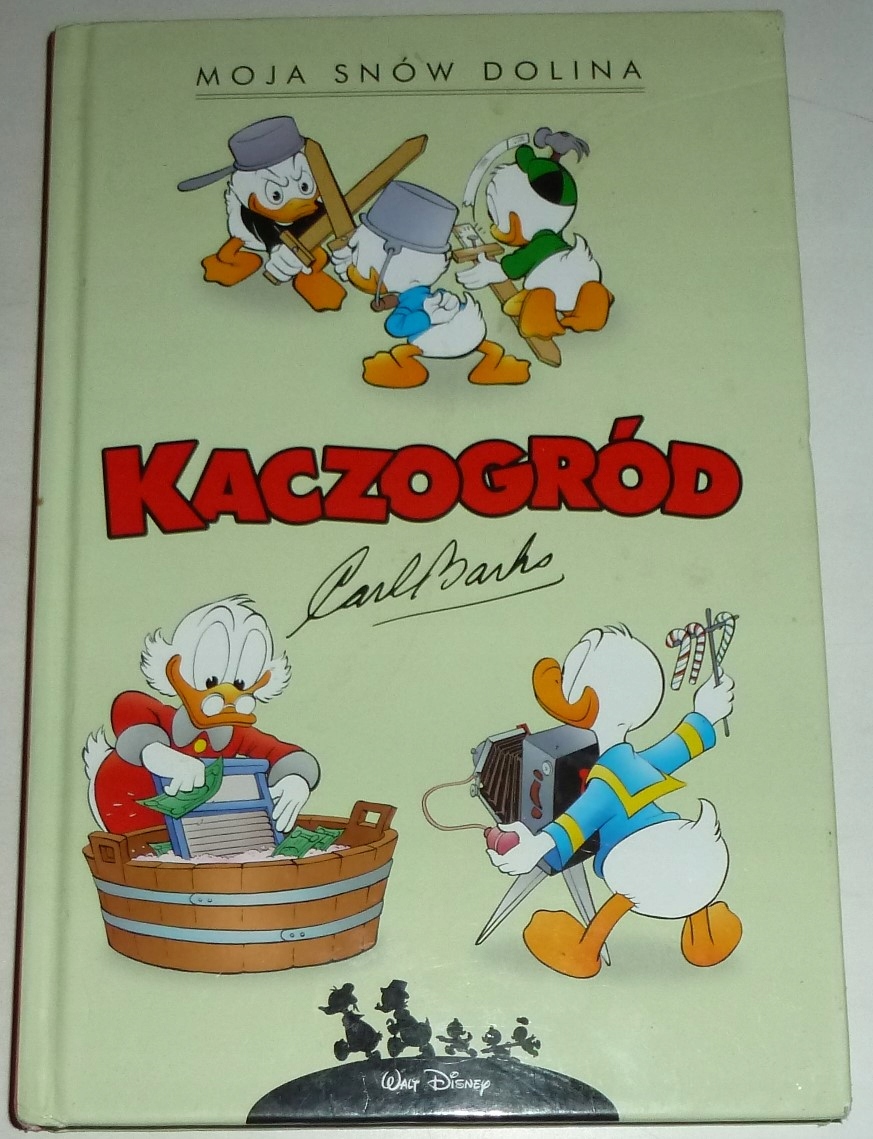 MOJA SNÓW DOLINA
KACZOGRÓD
Carl Barks
WALT DISNEY